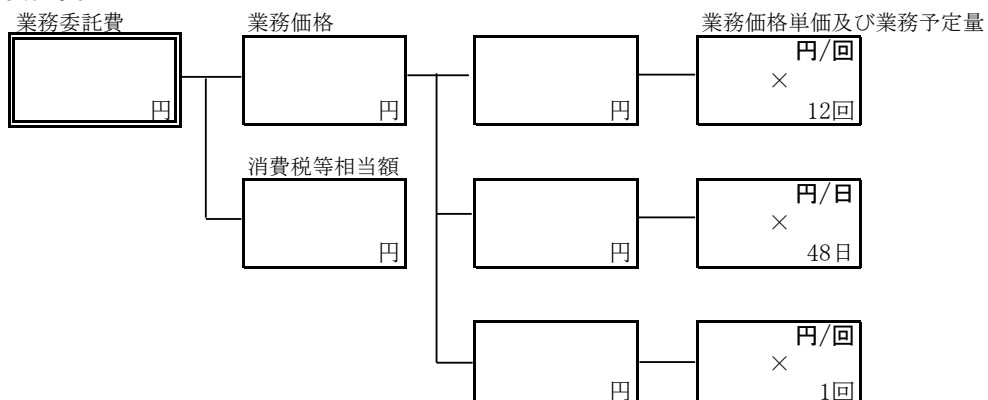 業務委託費 業務価格 業務価格単価及び業務予定量
円/回
×
円 円 円 12回
消費税等相当額
円/日
×
円 円 48日
円/回
×
円 1回